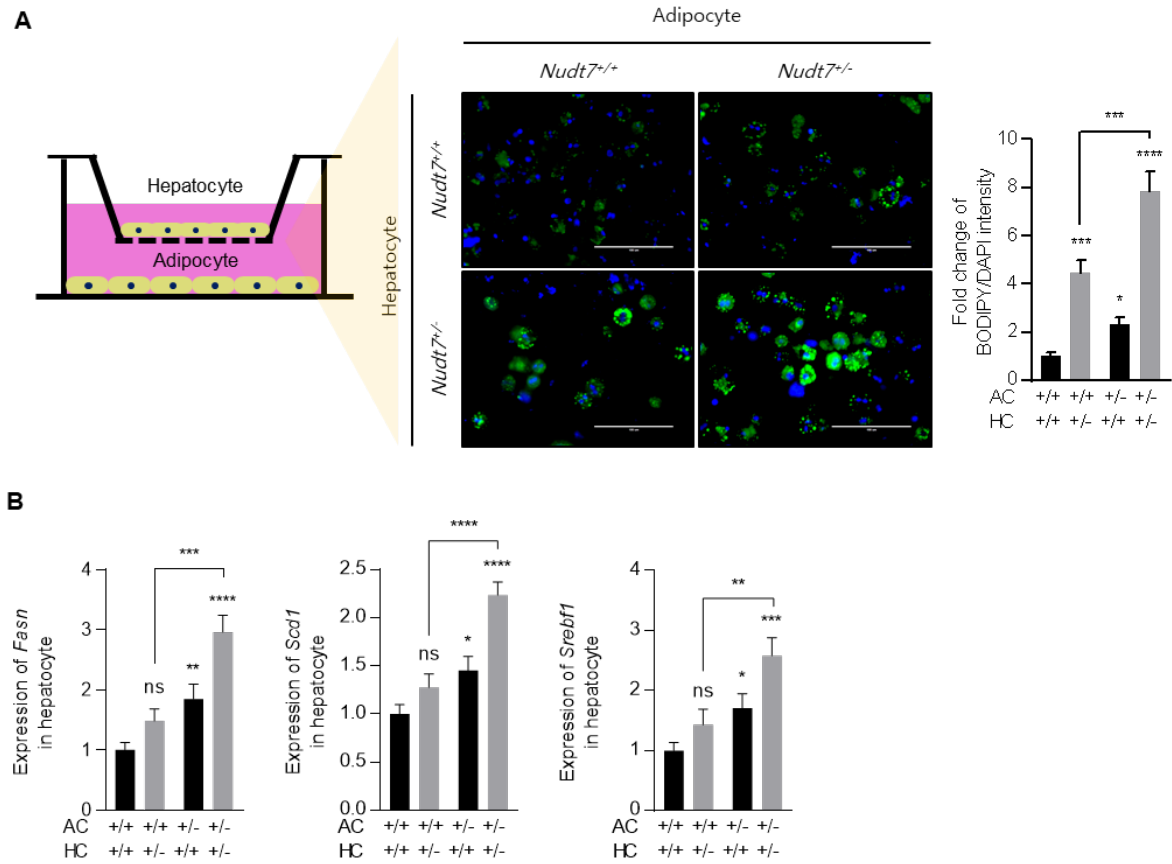 A
Adipocyte
Nudt7+/+
Nudt7+/-
Hepatocyte
Nudt7+/+
Nudt7+/-
Hepatocyte
Adipocyte
Fold change of
BODIPY/DAPI intensity
10
8
6
4
2
0
***
***
*
****
AC +/+ +/+ +/- +/-
HC +/+ +/- +/+ +/-
B
Expression of Fasn
in hepatocyte
4
3
2
1
0
***
ns
**
****
AC +/+ +/+ +/- +/-
HC +/+ +/- +/+ +/-
Expression of Scd1
in hepatocyte
2.5
2.0
1.5
1.0
0.5
0.0
****
ns
*
****
AC +/+ +/+ +/- +/-
HC +/+ +/- +/+ +/-
Expression of Srebf1
in hepatocyte
4
3
2
1
0
**
ns
*
***
AC +/+ +/+ +/- +/-
HC +/+ +/- +/+ +/-